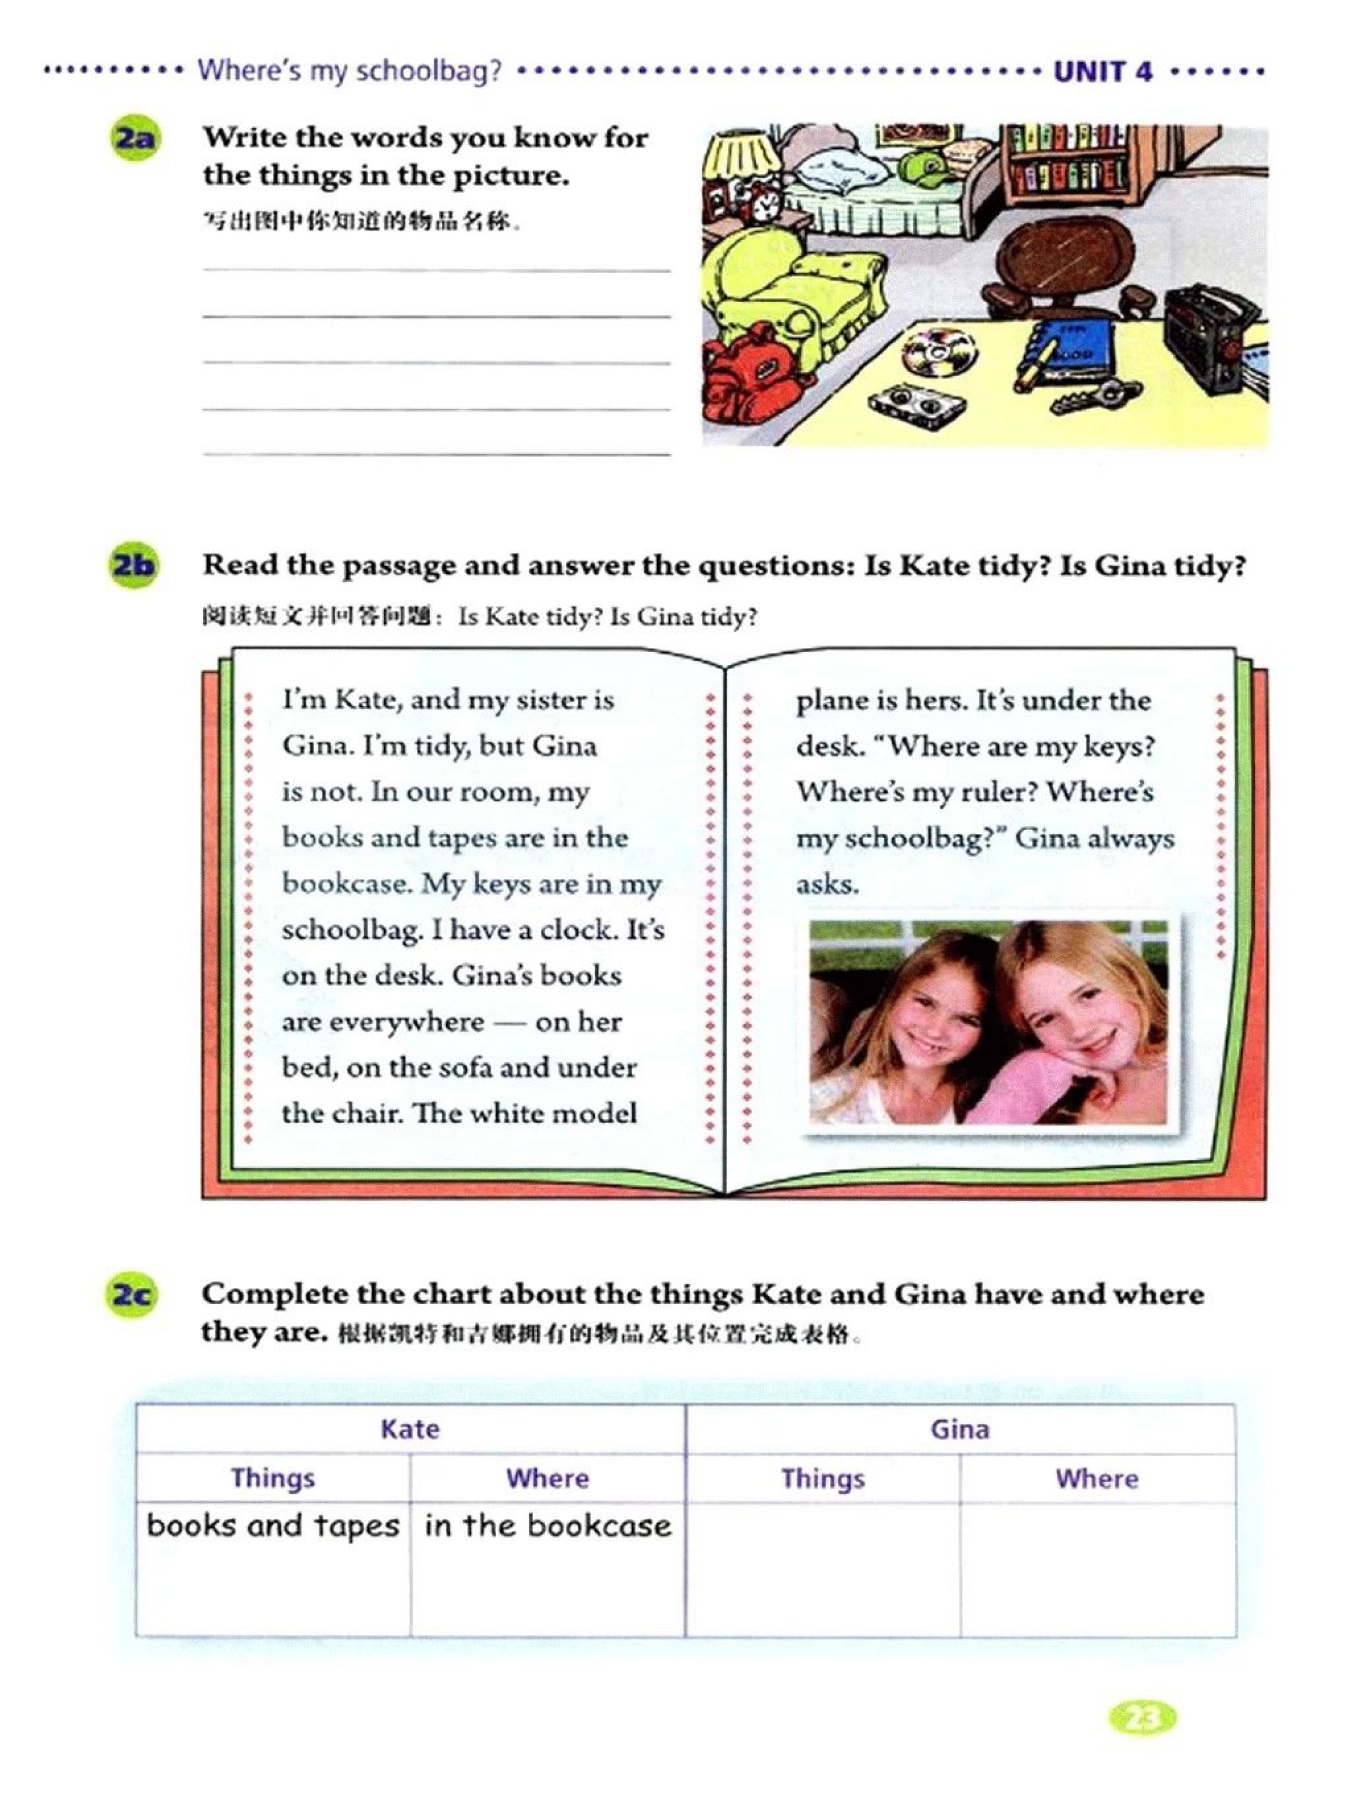 Where's my schoolbag? UNIT 4
2a Write the words you know for
the things in the picture.
写出图中你知道的物品名称。
2b Read the passage and answer the questions: Is Kate tidy? Is Gina tidy?
阅读短文并回答问题：Is Kate tidy? Is Gina tidy?
I'm Kate, and my sister is
Gina. I'm tidy, but Gina
is not. In our room, my
books and tapes are in the
bookcase. My keys are in my
schoolbag. I have a clock. It's
on the desk. Gina's books
are everywhere — on her
bed, on the sofa and under
the chair. The white model
plane is hers. It's under the
desk. “Where are my keys?
Where's my ruler? Where's
my schoolbag?” Gina always
asks.
2c Complete the chart about the things Kate and Gina have and where
they are. 根据凯特和吉娜拥有的物品及其位置完成表格。
Kate Gina
Things Where Things Where
books and tapes in the bookcase
23